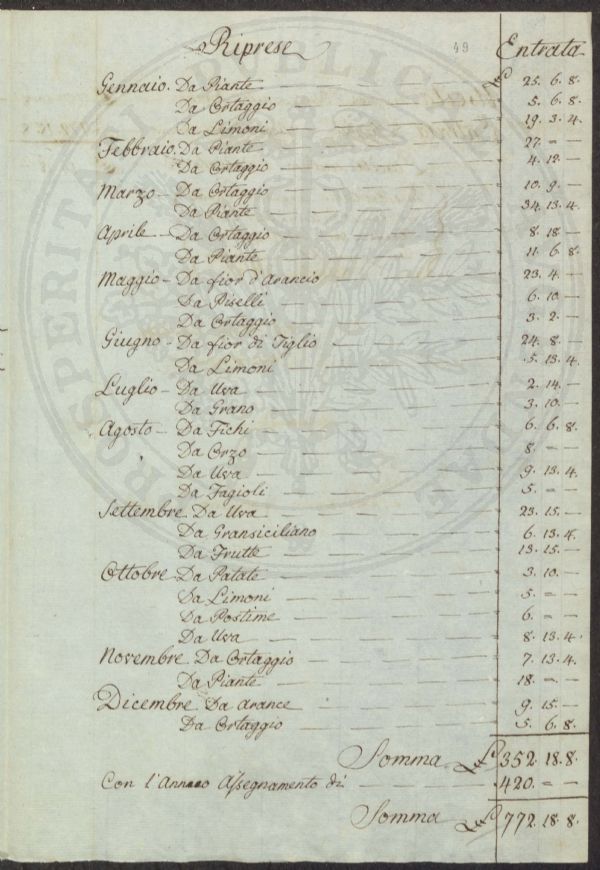 Riprese 49 Entrata
Gennaio. Da Piante 25. 6. 8.
Da Ortaggio 5. 6. 8.
Da Limoni 19. 3. 4.
Febbraio. Da Piante 27. = —
Da Ortaggio 4. 12. —
Marzo Da Ortaggio 10. 9. —
Da Piante 34. 13. 4.
Aprile Da Ortaggio 8. 18. —
Da Piante 11. 6. 8.
Maggio Da fior d'Arancio 23. 4. —
Da Piselli 6. 10. —
Da Ortaggio 3. 2. —
Giugno Da fior di Tiglio 24. 8. —
Da Limoni 5. 13. 4.
Luglio Da Uva 2. 14. —
Da Grano 3. 10. —
Agosto Da Fichi 6. 6. 8.
Da Orzo 8. — —
Da Uva 9. 13. 4.
Da Fagioli 5. — —
Settembre Da Uva 23. 15. —
Da Gransiciliano 6. 13. 4.
Da Frutte 13. 15. —
Ottobre Da Patate 3. 10. —
Da Limoni 5. = —
Da Postime 6. = —
Da Uva 8. 13. 4.
Novembre Da Ortaggio 7. 13. 4.
Da Piante 18. = —
Dicembre Da Arance 9. 15. —
Da Ortaggio 5. 6. 8.
Somma 352. 18. 8.
Con l'Annuo Assegnamento di 420. = —
Somma 772. 18. 8.